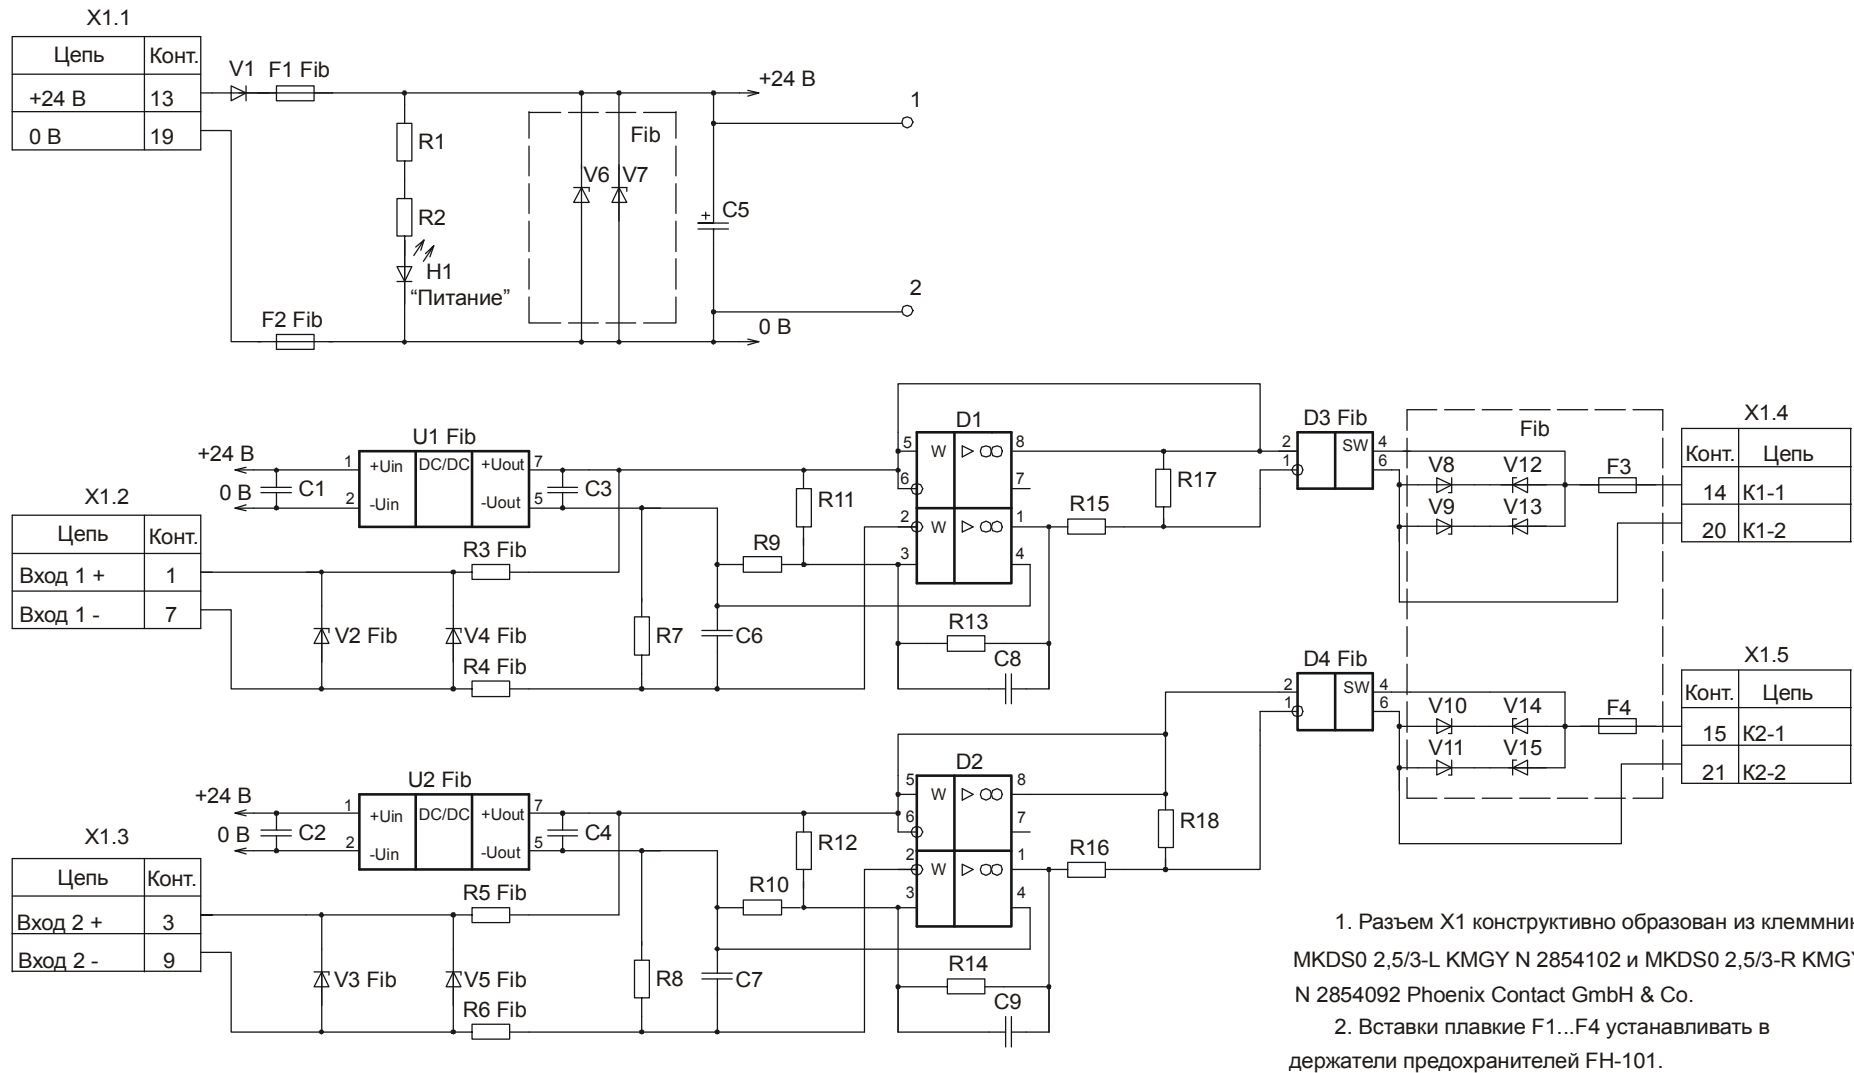 X1.1
Цепь Конт.
+24 В 13
0 В 19
V1 F1 Fib
R1
R2
H1
“Питание”
F2 Fib
Fib
V6 V7
+ C5
+24 В
0 В
1
2
+24 В
0 В
C1
U1 Fib
1 +Uin DC/DC +Uout 7
2 -Uin -Uout 5
C3
X1.2
Цепь Конт.
Вход 1 + 1
Вход 1 - 7
R3 Fib
V2 Fib V4 Fib
R4 Fib
R7
C6
R9
R11
D1
5 W ▷ ∞ 8
6 7
2 W ▷ ∞ 1
3 4
R13
C8
R15
R17
D3 Fib
2 SW 4
1 6
Fib
V8 V12
V9 V13
F3
X1.4
Конт. Цепь
14 К1-1
20 К1-2
D4 Fib
2 SW 4
1 6
V10 V14
V11 V15
F4
X1.5
Конт. Цепь
15 К2-1
21 К2-2
+24 В
0 В
C2
U2 Fib
1 +Uin DC/DC +Uout 7
2 -Uin -Uout 5
C4
X1.3
Цепь Конт.
Вход 2 + 3
Вход 2 - 9
R5 Fib
V3 Fib V5 Fib
R6 Fib
R8
C7
R10
R12
D2
5 W ▷ ∞ 8
6 7
2 W ▷ ∞ 1
3 4
R14
C9
R16
R18
1. Разъем X1 конструктивно образован из клеммник
MKDS0 2,5/3-L KMGY N 2854102 и MKDS0 2,5/3-R KMGY
N 2854092 Phoenix Contact GmbH & Co.
2. Вставки плавкие F1...F4 устанавливать в
держатели предохранителей FH-101.